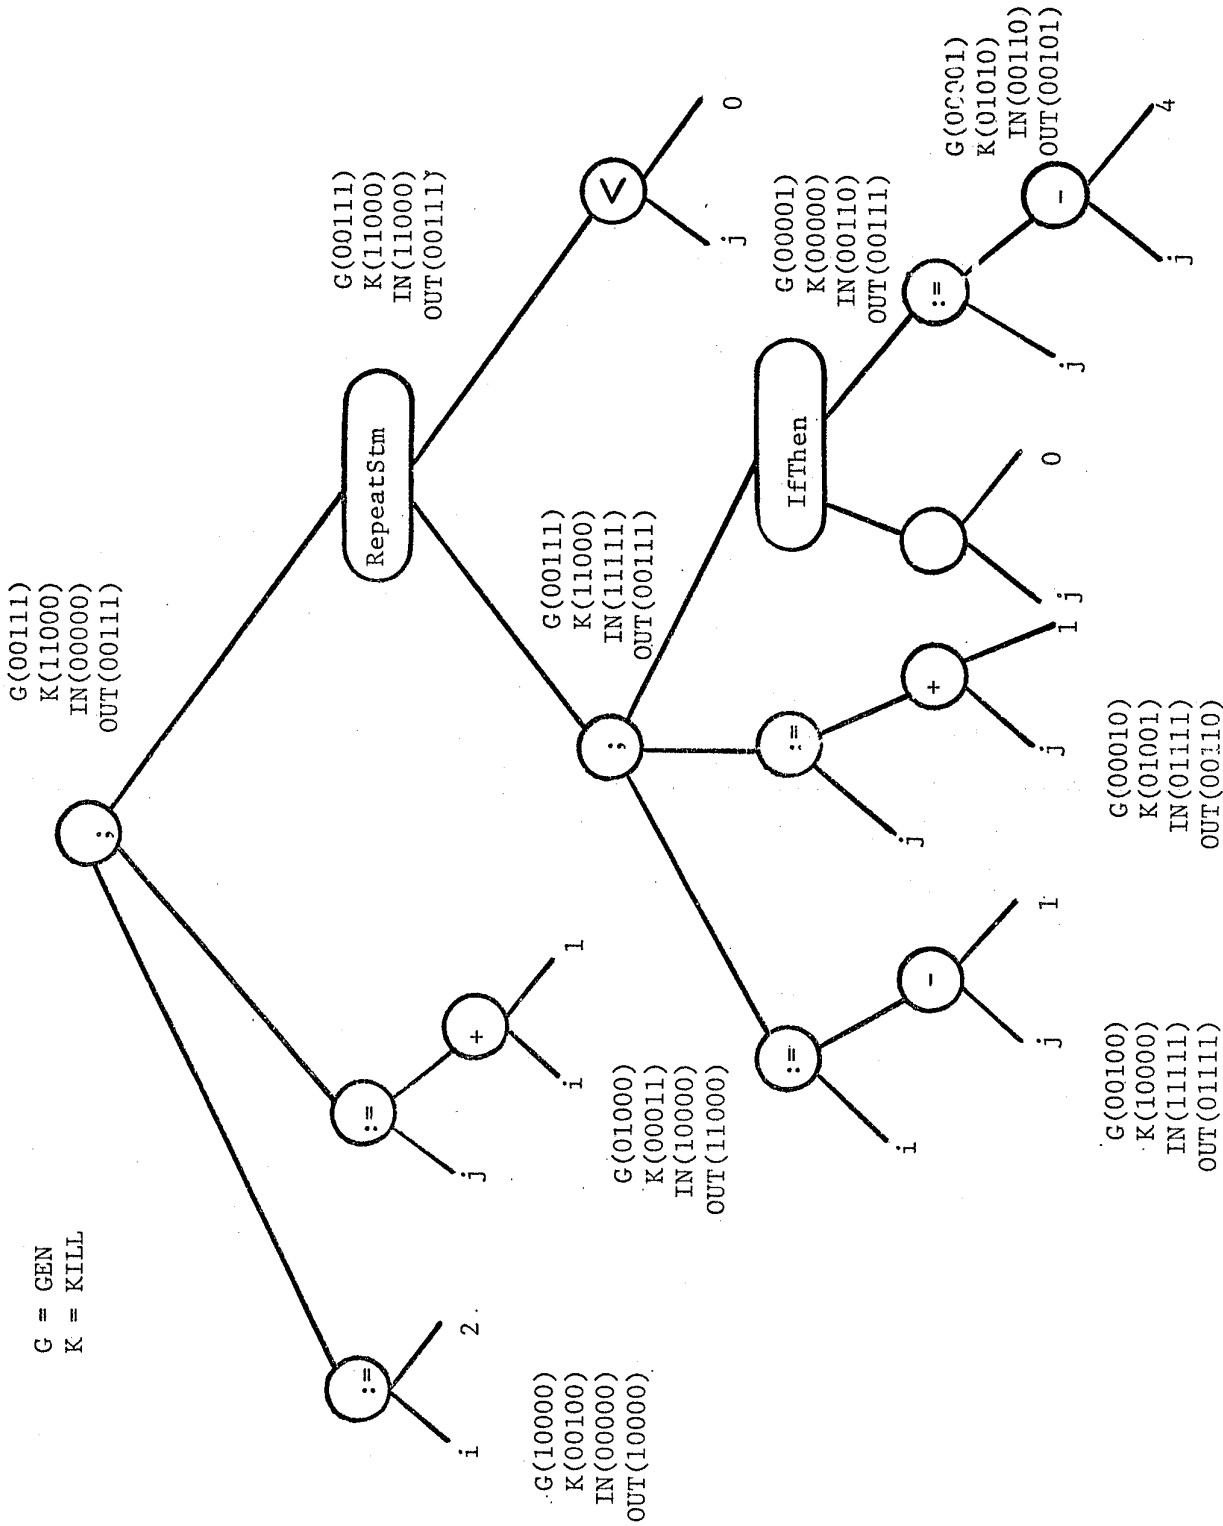 G = GEN
K = KILL
G(00111)
K(11000)
IN(00000)
OUT(00111)
;
:=
i
2
G(10000)
K(00100)
IN(00000)
OUT(10000)
:=
j
+
i
1
G(01000)
K(00011)
IN(10000)
OUT(11000)
RepeatStm
G(00111)
K(11000)
IN(11000)
OUT(00111)
<
j
0
;
G(00111)
K(11000)
IN(11111)
OUT(00111)
:=
i
-
j
1
G(00100)
K(10000)
IN(11111)
OUT(01111)
:=
j
+
j
1
G(00010)
K(01001)
IN(01111)
OUT(00110)
IfThen
G(00001)
K(00000)
IN(00110)
OUT(00111)
j
0
:=
j
-
j
4
G(00001)
K(01010)
IN(00110)
OUT(00101)